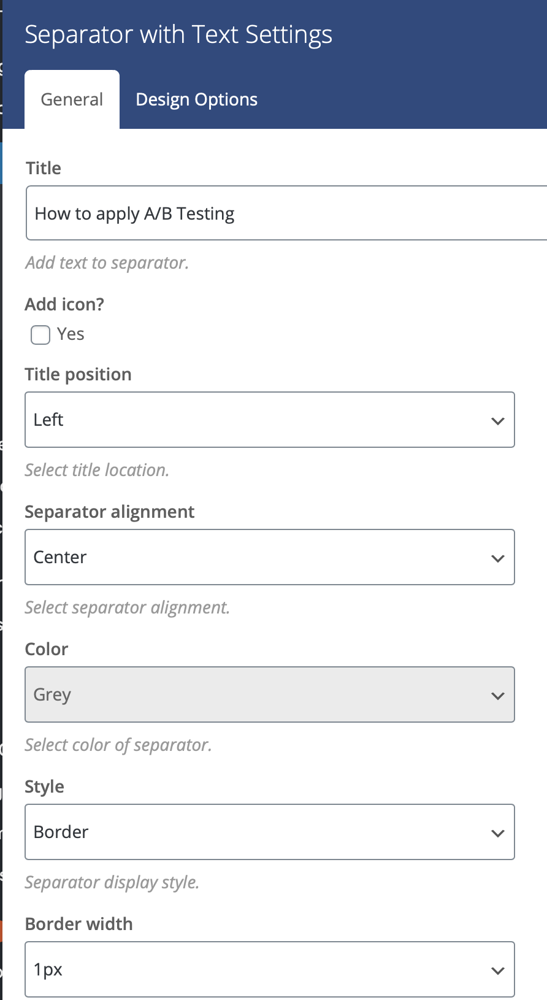 Separator with Text Settings
General
Design Options
Title
How to apply A/B Testing
Add text to separator.
Add icon?
Yes
Title position
Left
Select title location.
Separator alignment
Center
Select separator alignment.
Color
Grey
Select color of separator.
Style
Border
Separator display style.
Border width
1px